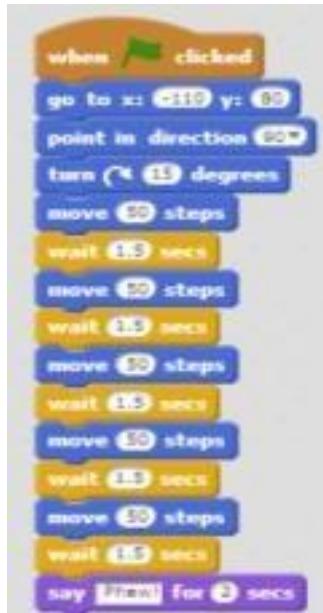 when clicked
go to x: -110 y: 80
point in direction 90
turn 15 degrees
move 50 steps
wait 1.5 secs
move 50 steps
wait 1.5 secs
move 50 steps
wait 1.5 secs
move 50 steps
wait 1.5 secs
move 50 steps
wait 1.5 secs
say Phew! for 2 secs